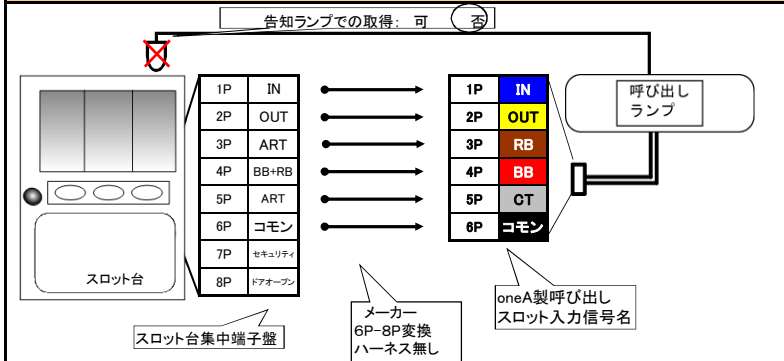 告知ランプでの取得: 可 否
1P IN
2P OUT
3P ART
4P BB+RB
5P ART
6P コモン
7P セキュリティ
8P ドアオープン
1P IN
2P OUT
3P RB
4P BB
5P CT
6P コモン
呼び出し
ランプ
スロット台
スロット台集中端子盤
メーカー
6P-8P変換
ハーネス無し
oneA製呼び出し
スロット入力信号名